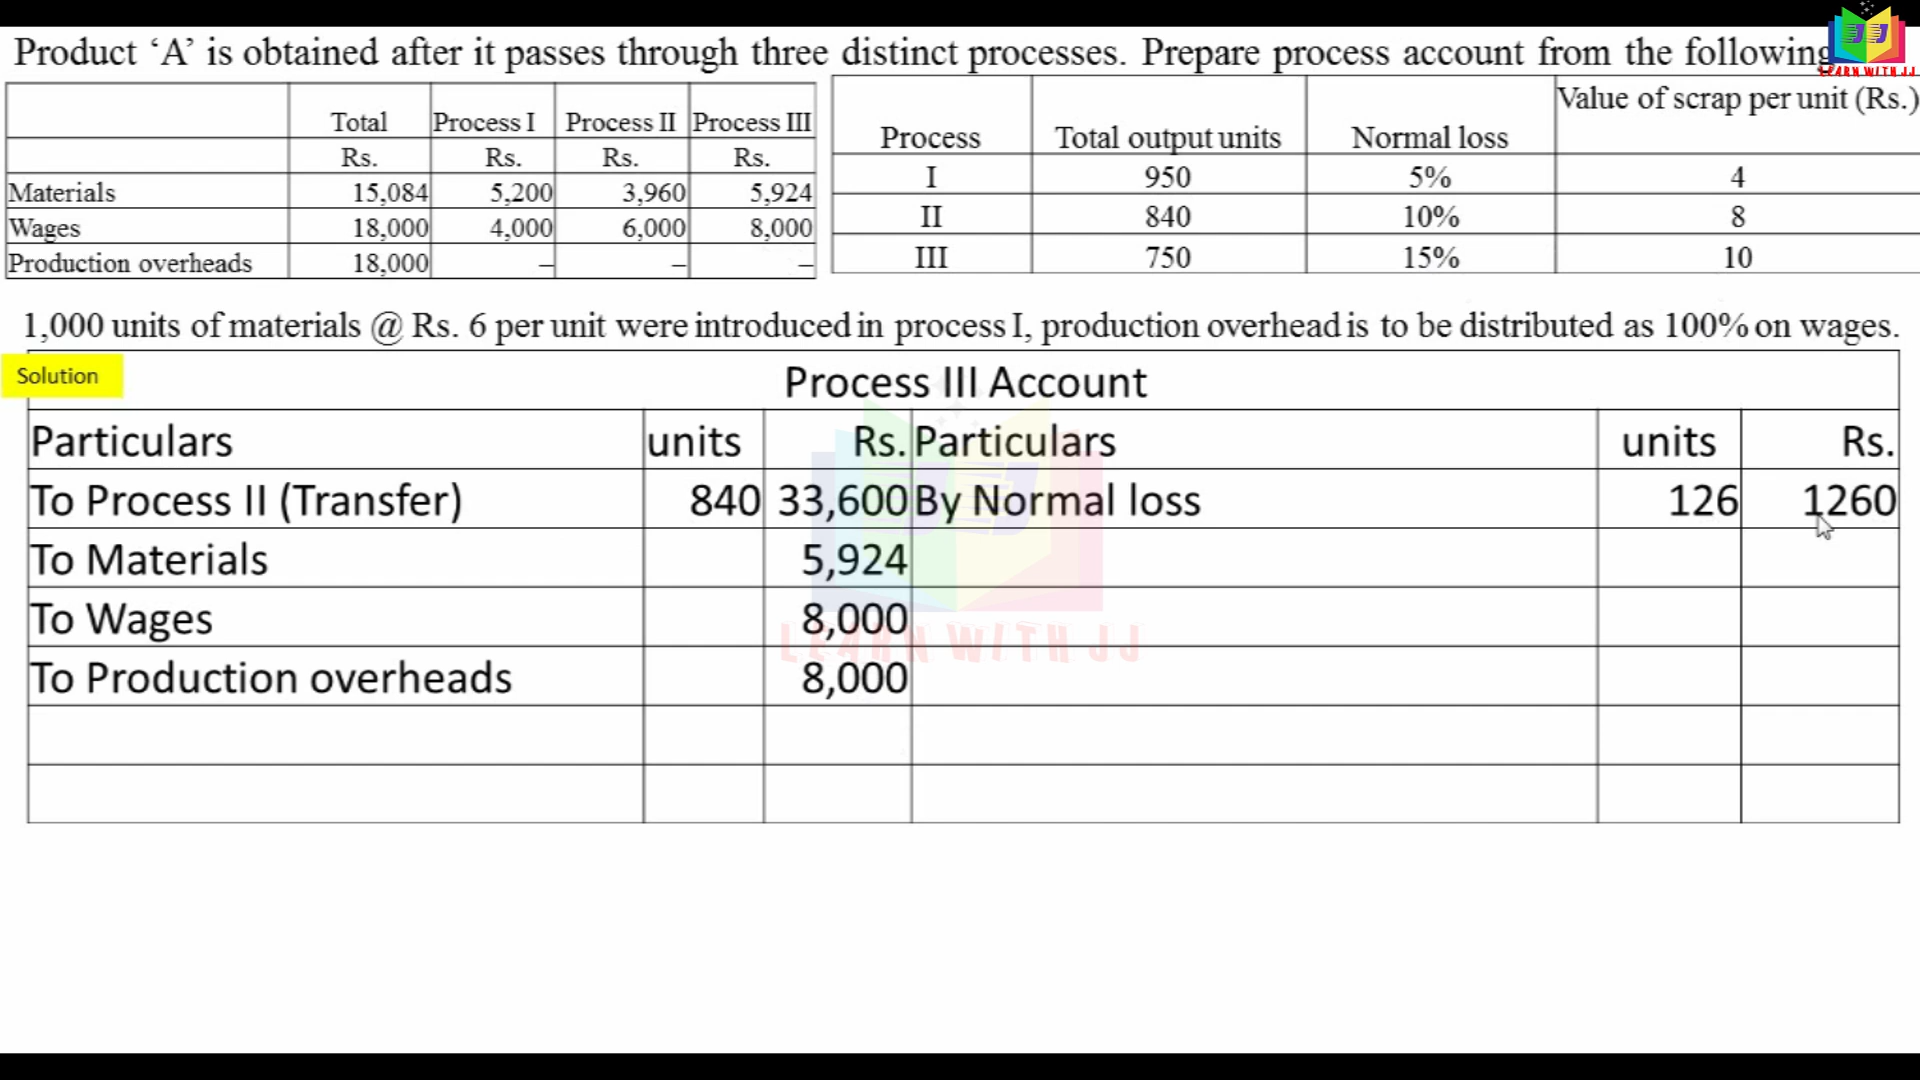 Product ‘A’ is obtained after it passes through three distinct processes. Prepare process account from the following
LEARN WITH JJ
Total Process I Process II Process III
Rs. Rs. Rs. Rs.
Materials 15,084 5,200 3,960 5,924
Wages 18,000 4,000 6,000 8,000
Production overheads 18,000 – – –
Process Total output units Normal loss Value of scrap per unit (Rs.)
I 950 5% 4
II 840 10% 8
III 750 15% 10
1,000 units of materials @ Rs. 6 per unit were introduced in process I, production overhead is to be distributed as 100% on wages.
Solution
Process III Account
Particulars units Rs. Particulars units Rs.
To Process II (Transfer) 840 33,600 By Normal loss 126 1260
To Materials 5,924
To Wages 8,000
To Production overheads 8,000
LEARN WITH JJ